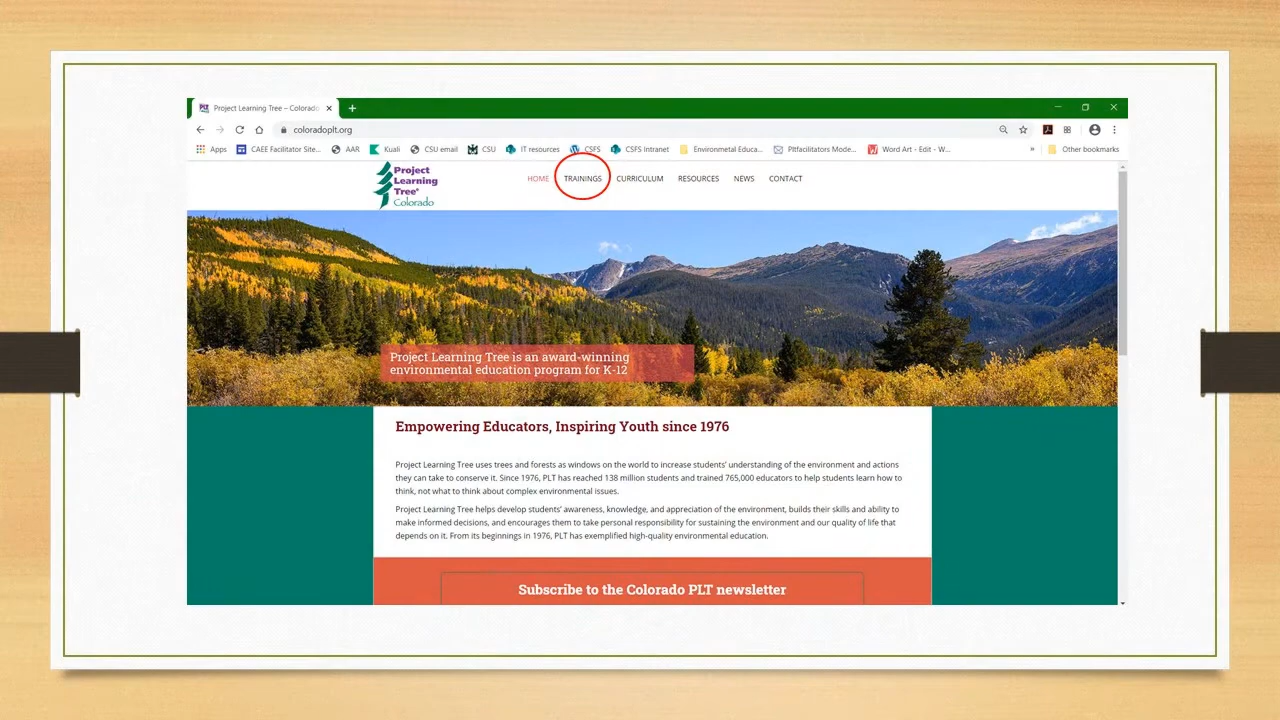 Project Learning Tree – Colorado
coloradoplt.org
Apps CAEE Facilitator Site... AAR Kuali CSU email CSU IT resources CSFS CSFS Intranet Environmetal Educa... Pltfacilitators Mode... Word Art - Edit - W... » Other bookmarks
Project
Learning
Tree®
Colorado
HOME TRAININGS CURRICULUM RESOURCES NEWS CONTACT
Project Learning Tree is an award-winning
environmental education program for K-12
Empowering Educators, Inspiring Youth since 1976
Project Learning Tree uses trees and forests as windows on the world to increase students' understanding of the environment and actions
they can take to conserve it. Since 1976, PLT has reached 138 million students and trained 765,000 educators to help students learn how to
think, not what to think about complex environmental issues.
Project Learning Tree helps develop students' awareness, knowledge, and appreciation of the environment, builds their skills and ability to
make informed decisions, and encourages them to take personal responsibility for sustaining the environment and our quality of life that
depends on it. From its beginnings in 1976, PLT has exemplified high-quality environmental education.
Subscribe to the Colorado PLT newsletter